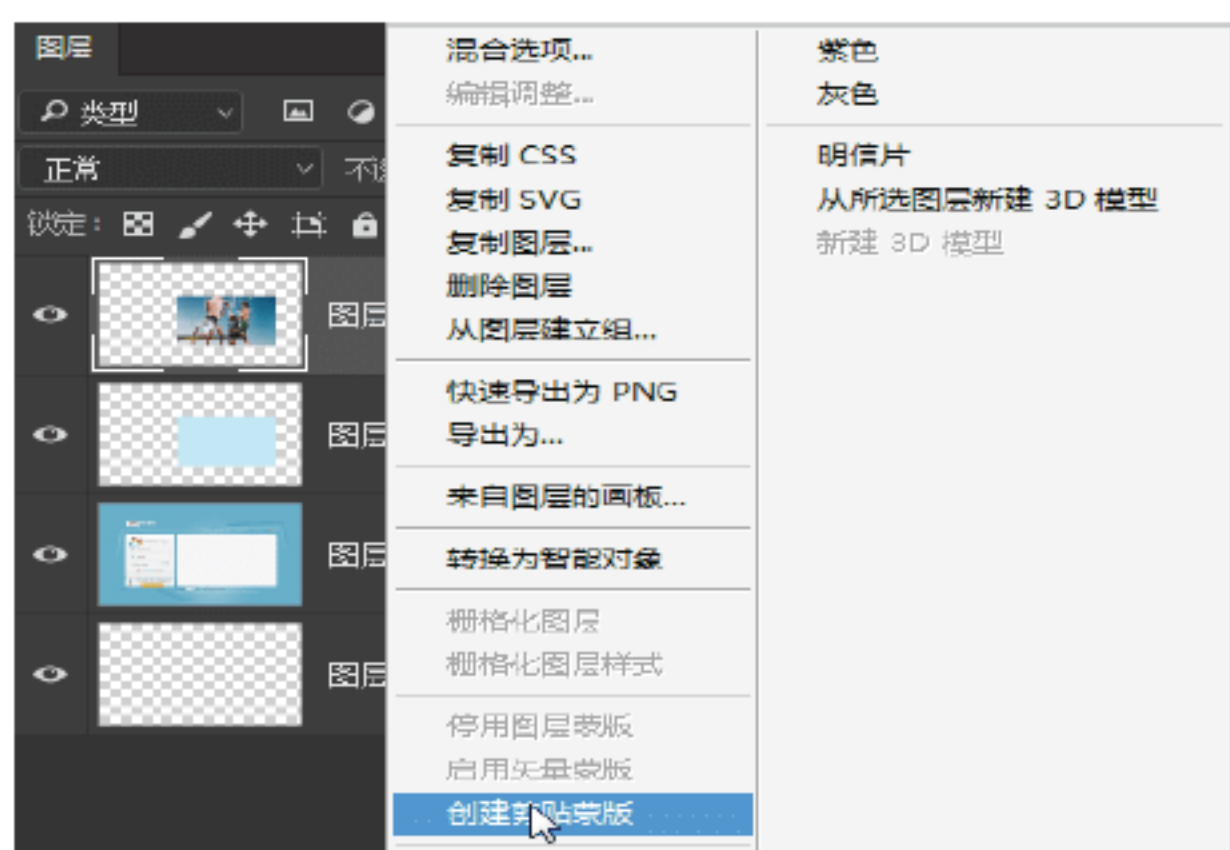 图层
类型
正常
不透
锁定:
图层
图层
图层
图层
混合选项...
编辑调整...
复制 CSS
复制 SVG
复制图层...
删除图层
从图层建立组...
快速导出为 PNG
导出为...
来自图层的画板...
转换为智能对象
栅格化图层
栅格化图层样式
停用图层蒙版
启用矢量蒙版
创建剪贴蒙版
紫色
灰色
明信片
从所选图层新建 3D 模型
新建 3D 模型